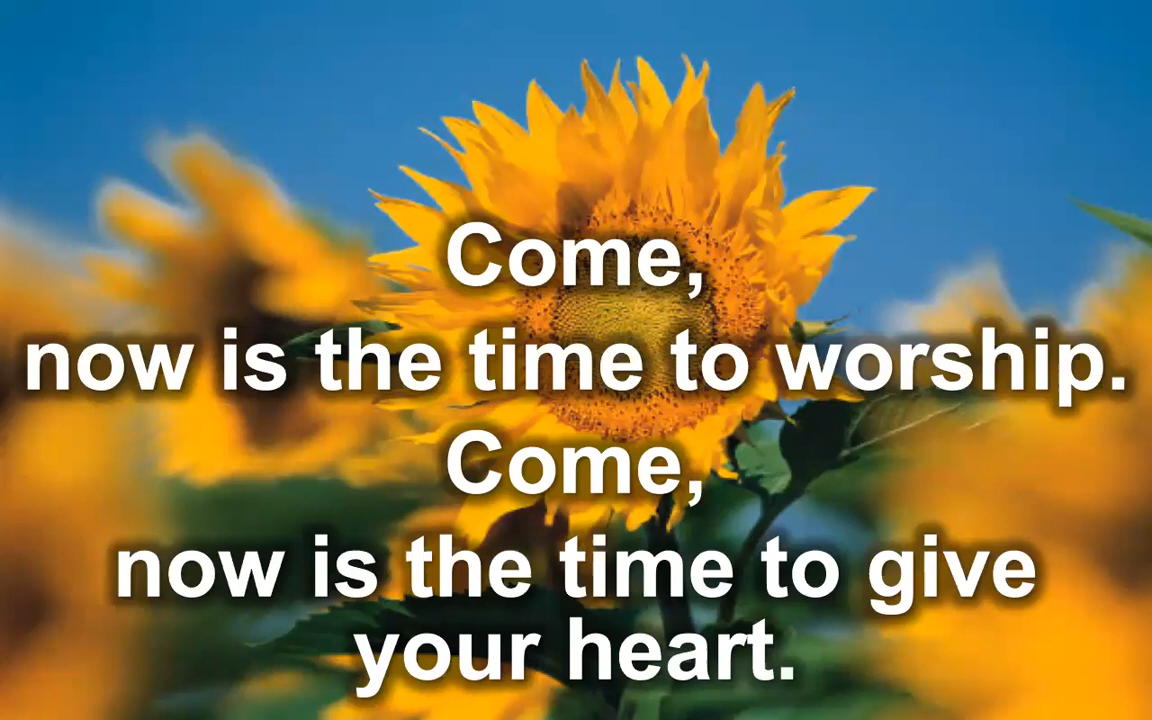 Come,
now is the time to worship.
Come,
now is the time to give
your heart.